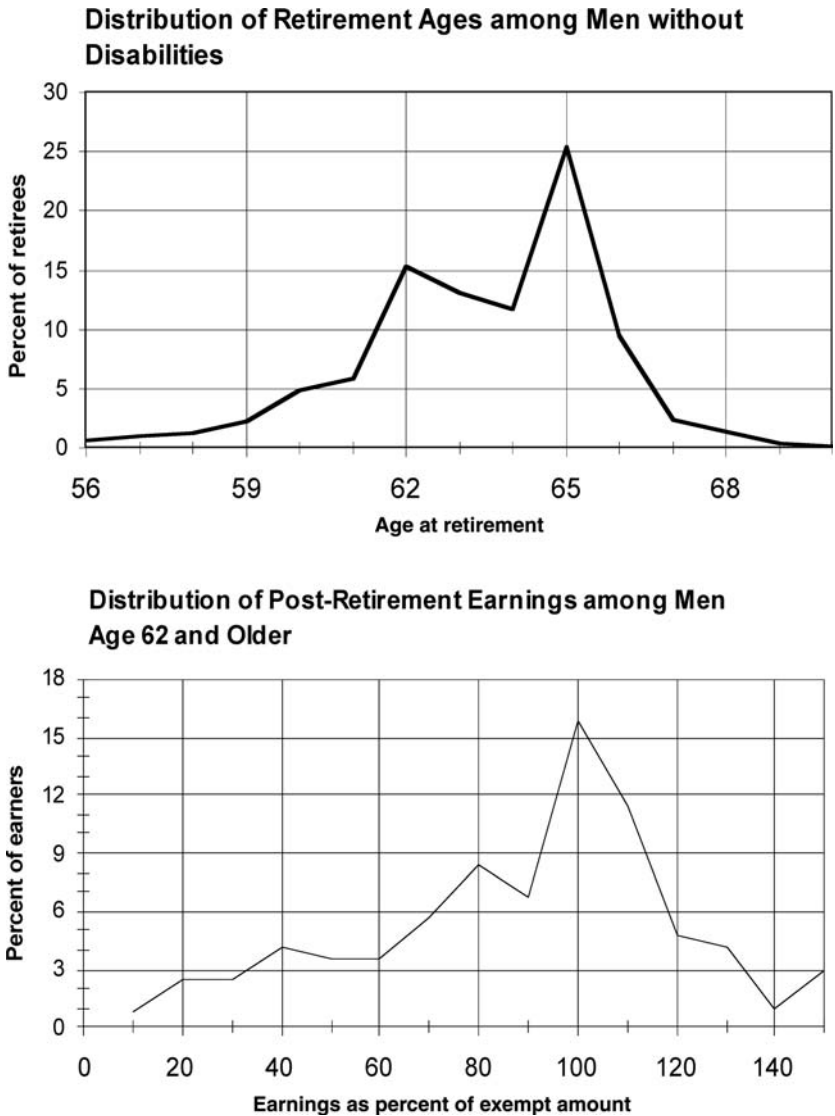 Distribution of Retirement Ages among Men without
Disabilities
30
25
20
15
10
5
0
Percent of retirees
56 59 62 65 68
Age at retirement
Distribution of Post-Retirement Earnings among Men
Age 62 and Older
18
15
12
9
6
3
0
Percent of earners
0 20 40 60 80 100 120 140
Earnings as percent of exempt amount